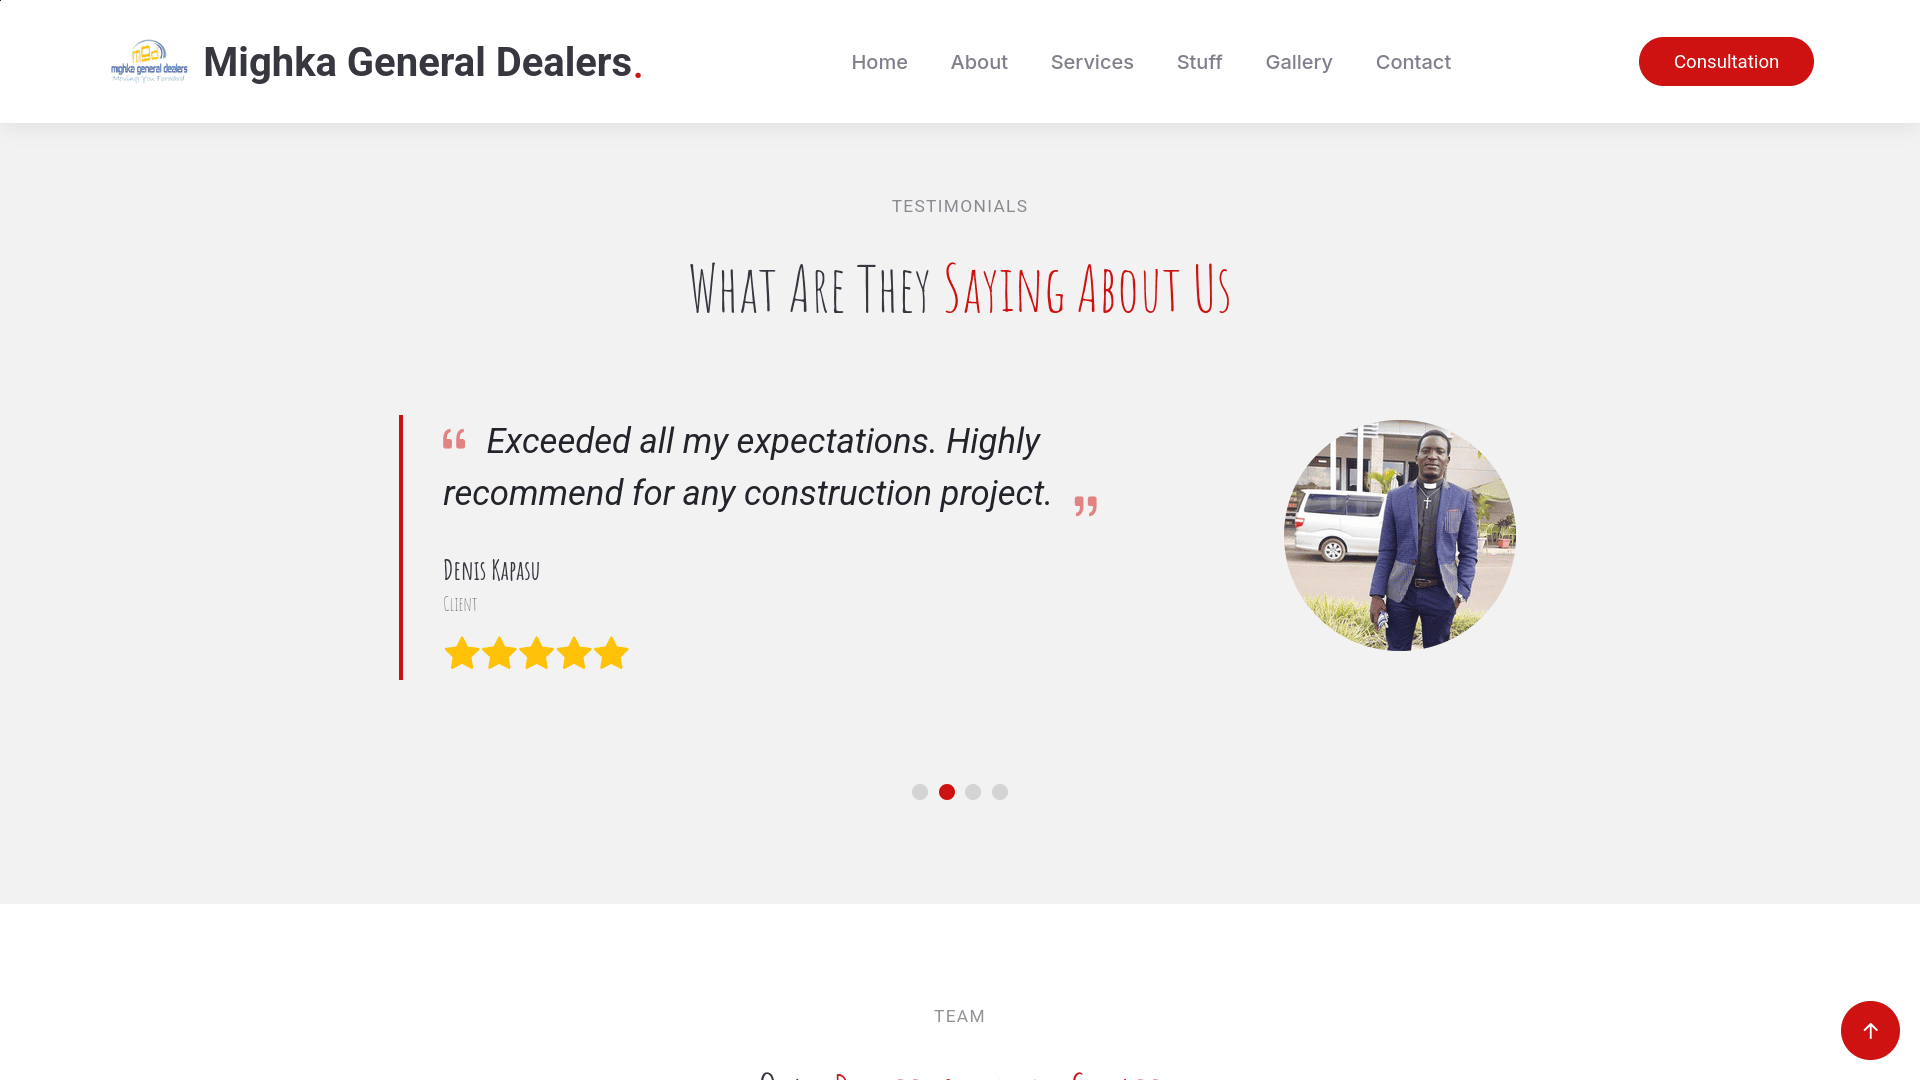 mighka general dealers
Moving You Forward
Mighka General Dealers.
Home About Services Stuff Gallery Contact
Consultation
TESTIMONIALS
What Are They Saying About Us
“ Exceeded all my expectations. Highly
recommend for any construction project. ”
Denis Kapasu
Client
TEAM